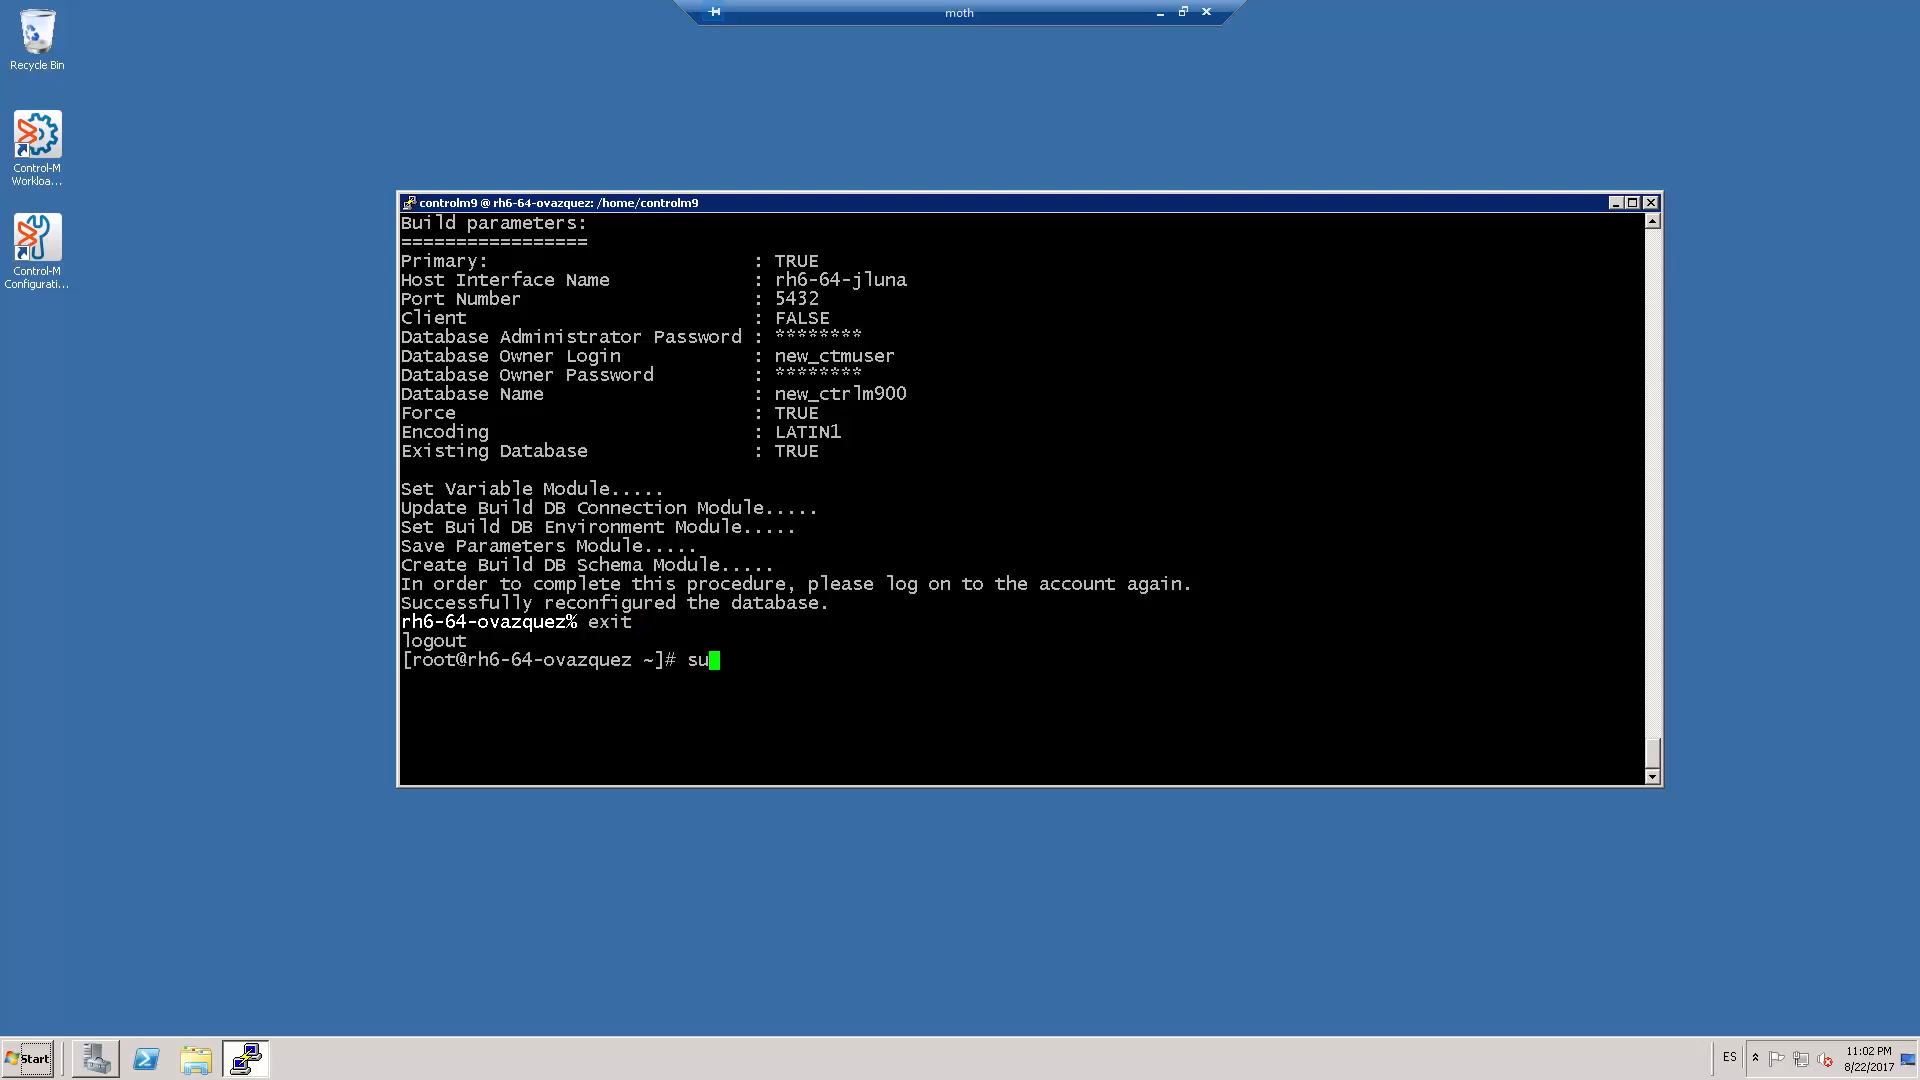 moth
Recycle Bin
Control-M
Workloa...
Control-M
Configurati...
controlm9 @ rh6-64-ovazquez: /home/controlm9
Build parameters:
=================
Primary: : TRUE
Host Interface Name : rh6-64-jluna
Port Number : 5432
Client : FALSE
Database Administrator Password : ********
Database Owner Login : new_ctmuser
Database Owner Password : ********
Database Name : new_ctrlm900
Force : TRUE
Encoding : LATIN1
Existing Database : TRUE
Set Variable Module.....
Update Build DB Connection Module.....
Set Build DB Environment Module.....
Save Parameters Module.....
Create Build DB Schema Module.....
In order to complete this procedure, please log on to the account again.
Successfully reconfigured the database.
rh6-64-ovazquez% exit
logout
[root@rh6-64-ovazquez ~]# su
Start
ES
11:02 PM
8/22/2017